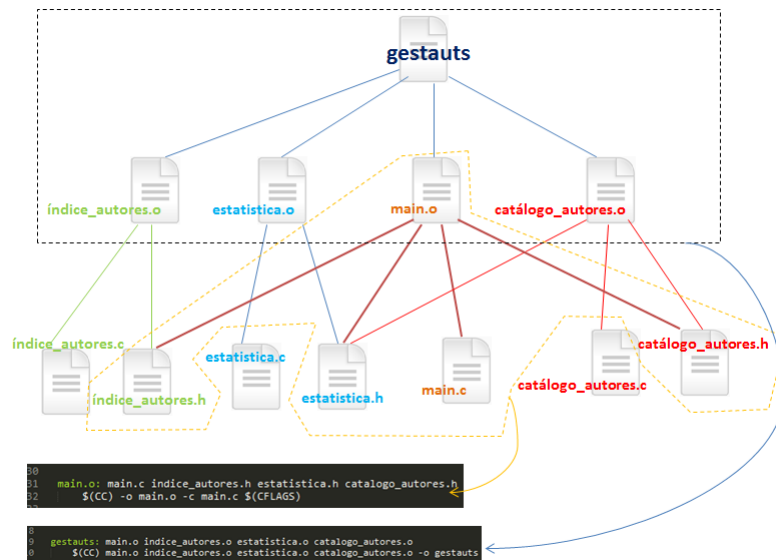 gestauts
índice_autores.o
estatistica.o
main.o
catálogo_autores.o
índice_autores.c
índice_autores.h
estatistica.c
estatistica.h
main.c
catálogo_autores.c
catálogo_autores.h
30
31 main.o: main.c indice_autores.h estatistica.h catalogo_autores.h
32 $(CC) -o main.o -c main.c $(CFLAGS)
8
9 gestauts: main.o indice_autores.o estatistica.o catalogo_autores.o
0 $(CC) main.o indice_autores.o estatistica.o catalogo_autores.o -o gestauts